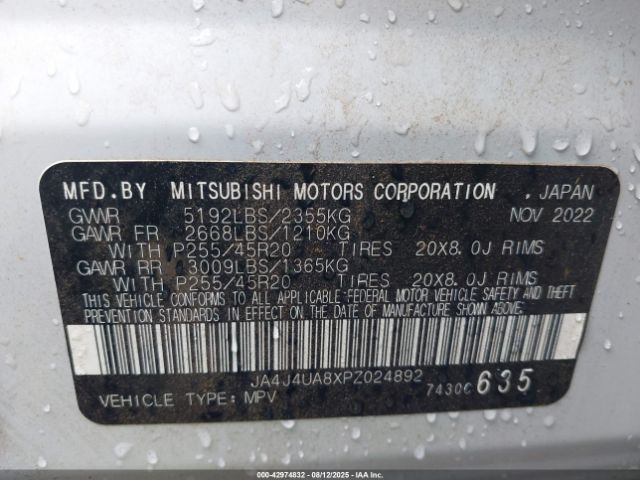 MFD.BY MITSUBISHI MOTORS CORPORATION . JAPAN
GVWR 5192LBS/2355KG NOV 2022
GAWR FR 2668LBS/1210KG
WITH P255/45R20 TIRES 20X8.0J RIMS
GAWR RR 3009LBS/1365KG
WITH P255/45R20 TIRES 20X8.0J RIMS
THIS VEHICLE CONFORMS TO ALL APPLICABLE FEDERAL MOTOR VEHICLE SAFETY AND THEFT
PREVENTION STANDARDS IN EFFECT ON THE DATE OF MANUFACTURE SHOWN ABOVE.
JA4J4UA8XPZ024892
VEHICLE TYPE: MPV 7430C 635
000-42974832 - 08/12/2025 - Copyright IAA, LLC.